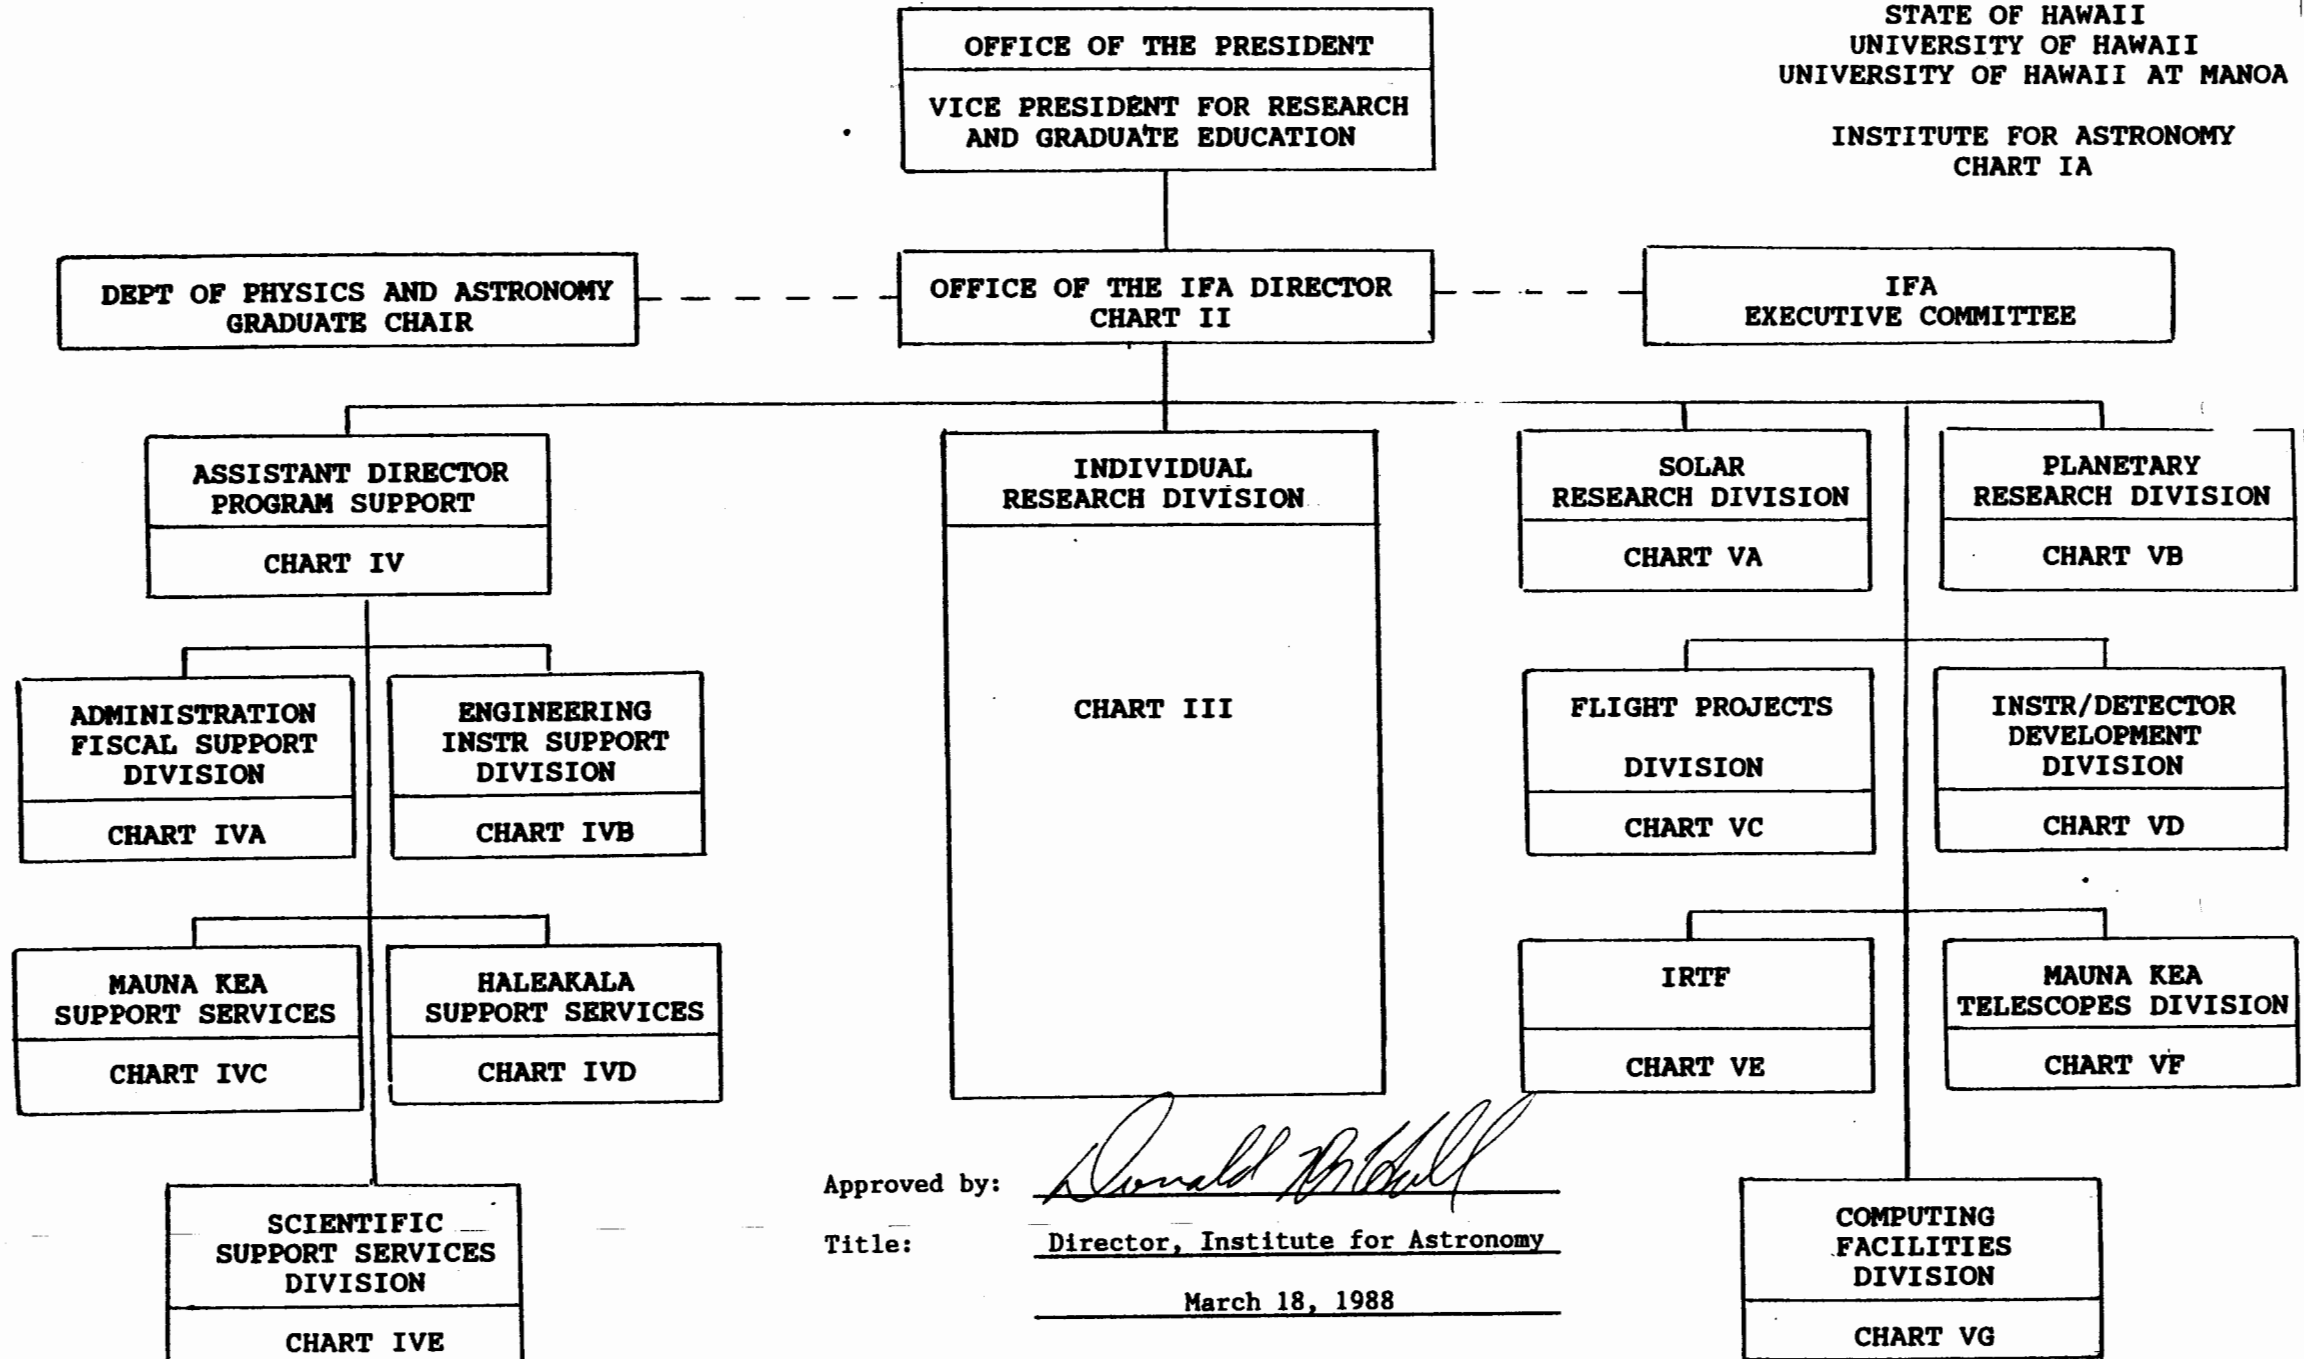 STATE OF HAWAII
UNIVERSITY OF HAWAII
UNIVERSITY OF HAWAII AT MANOA
INSTITUTE FOR ASTRONOMY
CHART IA
OFFICE OF THE PRESIDENT
VICE PRESIDENT FOR RESEARCH
AND GRADUATE EDUCATION
DEPT OF PHYSICS AND ASTRONOMY
GRADUATE CHAIR
OFFICE OF THE IFA DIRECTOR
CHART II
IFA
EXECUTIVE COMMITTEE
ASSISTANT DIRECTOR
PROGRAM SUPPORT
CHART IV
INDIVIDUAL
RESEARCH DIVISION
CHART III
SOLAR
RESEARCH DIVISION
CHART VA
PLANETARY
RESEARCH DIVISION
CHART VB
ADMINISTRATION
FISCAL SUPPORT
DIVISION
CHART IVA
ENGINEERING
INSTR SUPPORT
DIVISION
CHART IVB
FLIGHT PROJECTS
DIVISION
CHART VC
INSTR/DETECTOR
DEVELOPMENT
DIVISION
CHART VD
MAUNA KEA
SUPPORT SERVICES
CHART IVC
HALEAKALA
SUPPORT SERVICES
CHART IVD
IRTF
CHART VE
MAUNA KEA
TELESCOPES DIVISION
CHART VF
SCIENTIFIC
SUPPORT SERVICES
DIVISION
CHART IVE
Approved by: Donald
Title: Director, Institute for Astronomy
March 18, 1988
COMPUTING
FACILITIES
DIVISION
CHART VG